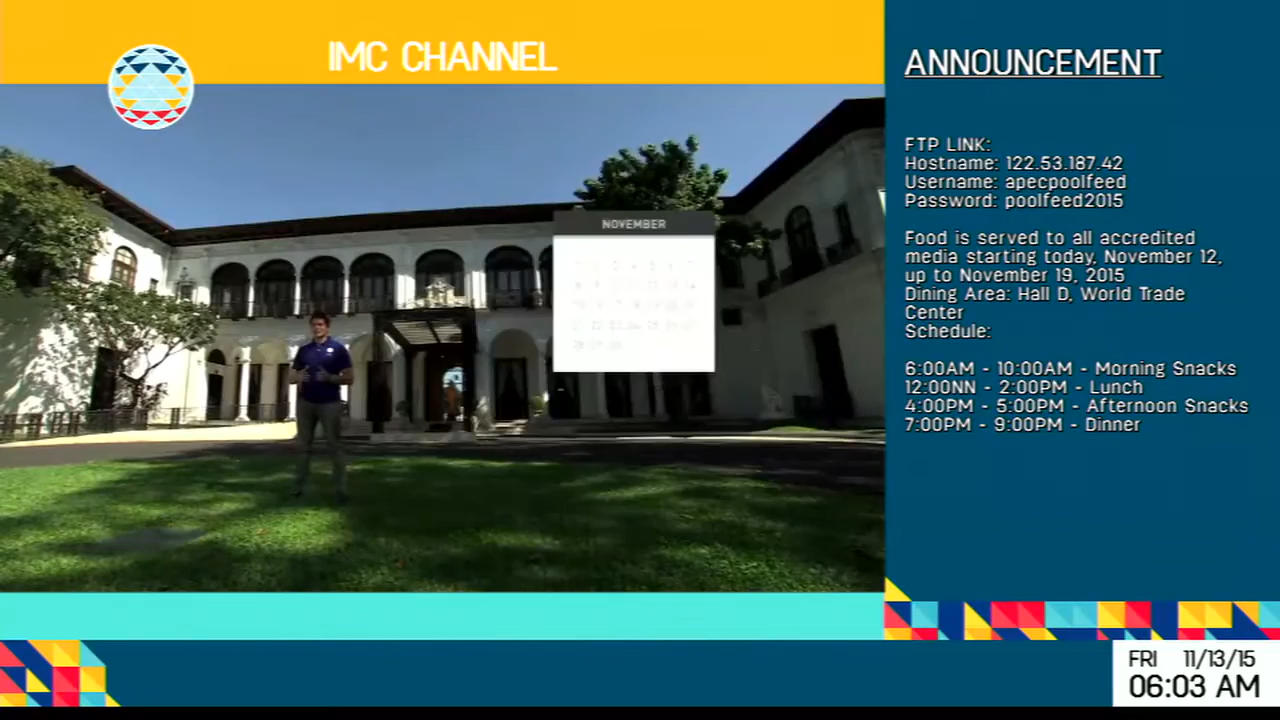 IMC CHANNEL
ANNOUNCEMENT
FTP LINK:
Hostname: 122.53.187.42
Username: apecpoolfeed
Password: poolfeed2015
Food is served to all accredited
media starting today, November 12,
up to November 19, 2015
Dining Area: Hall D, World Trade
Center
Schedule:
6:00AM - 10:00AM - Morning Snacks
12:00NN - 2:00PM - Lunch
4:00PM - 5:00PM - Afternoon Snacks
7:00PM - 9:00PM - Dinner
NOVEMBER
FRI 11/13/15
06:03 AM